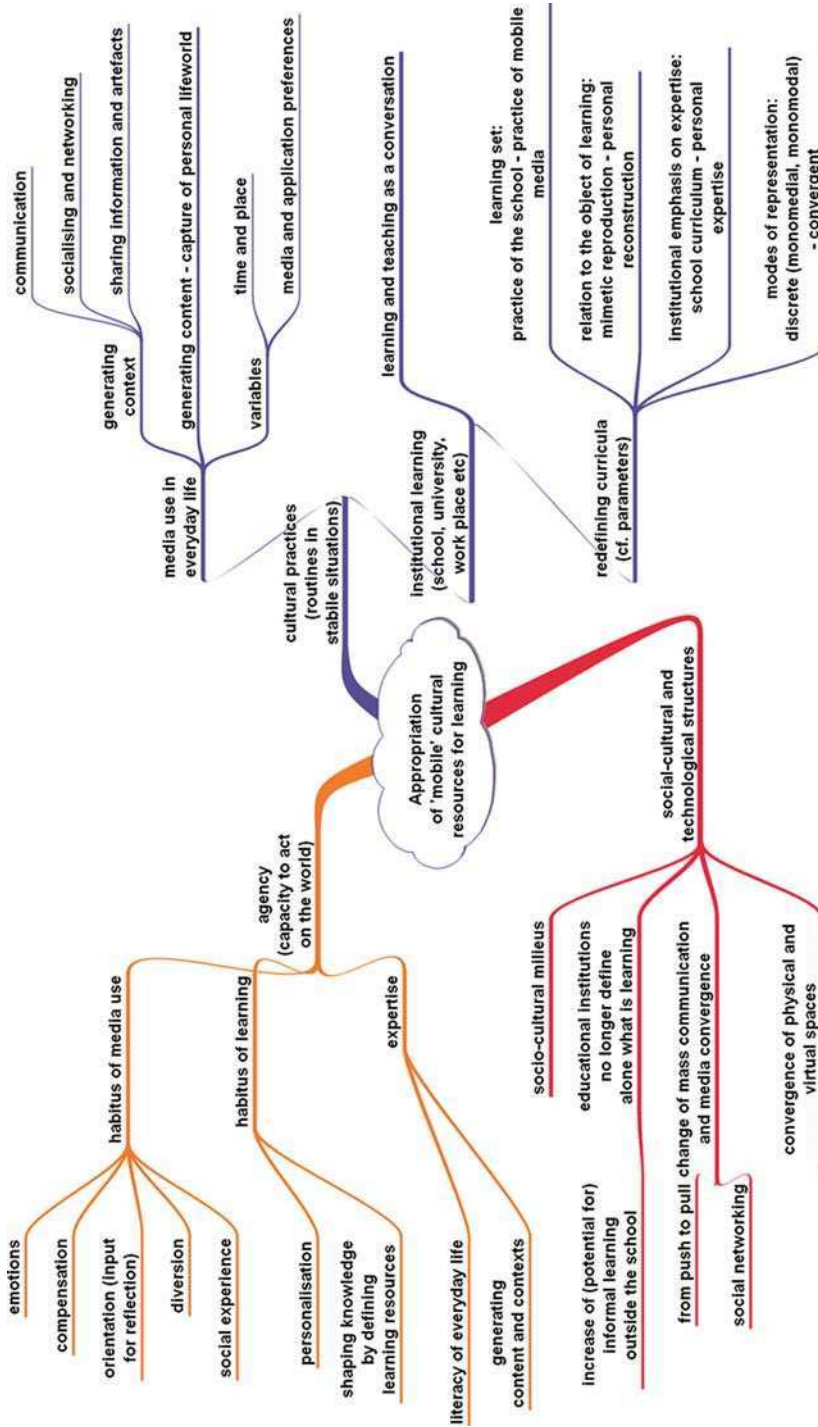 Appropriation
of 'mobile' cultural
resources for learning
agency
(capacity to act
on the world)
habitus of media use
emotions
compensation
orientation (input
for reflection)
diversion
social experience
habitus of learning
personalisation
shaping knowledge
by defining
learning resources
expertise
literacy of everyday life
generating
content and contexts
cultural practices
(routines in
stabile situations)
media use in
everyday life
generating
context
communication
socialising and networking
sharing information and artefacts
generating content - capture of personal lifeworld
variables
time and place
media and application preferences
institutional learning
(school, university,
work place etc)
learning and teaching as a conversation
redefining curricula
(cf. parameters)
learning set:
practice of the school - practice of mobile
media
relation to the object of learning:
mimetic reproduction - personal
reconstruction
institutional emphasis on expertise:
school curriculum - personal
expertise
modes of representation:
discrete (monomedial, monomodal)
- convergent
social-cultural and
technological structures
socio-cultural milieus
educational institutions
no longer define
alone what is learning
increase of (potential for)
informal learning
outside the school
change of mass communication
and media convergence
from push to pull
social networking
convergence of physical and
virtual spaces